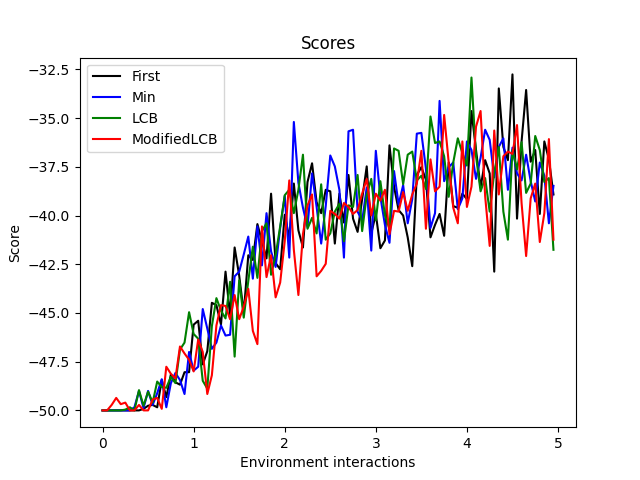 Scores
First
Min
LCB
ModifiedLCB
−32.5
−35.0
−37.5
−40.0
−42.5
−45.0
−47.5
−50.0
Score
0 1 2 3 4 5
Environment interactions